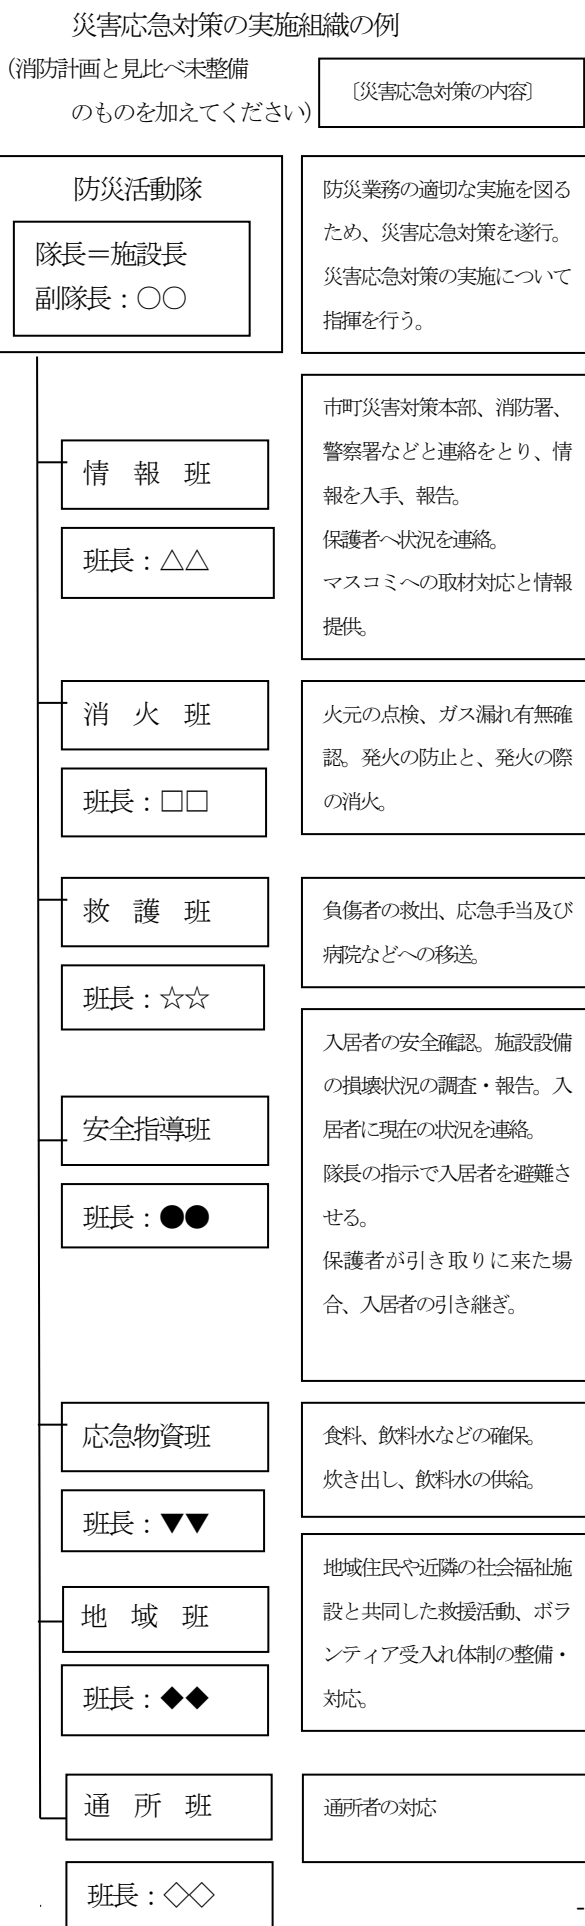 災害応急対策の実施組織の例
(消防計画と見比べ未整備
のものを加えてください)
〔災害応急対策の内容〕
防災活動隊
隊長＝施設長
副隊長：〇〇
防災業務の適切な実施を図る
ため、災害応急対策を遂行。
災害応急対策の実施について
指揮を行う。
情　報　班
班長：△△
市町災害対策本部、消防署、
警察署などと連絡をとり、情
報を入手、報告。
保護者へ状況を連絡。
マスコミへの取材対応と情報
提供。
消　火　班
班長：□□
火元の点検、ガス漏れ有無確
認。発火の防止と、発火の際
の消火。
救　護　班
班長：☆☆
負傷者の救出、応急手当及び
病院などへの移送。
安全指導班
班長：●●
入居者の安全確認。施設設備
の損壊状況の調査・報告。入
居者に現在の状況を連絡。
隊長の指示で入居者を避難さ
せる。
保護者が引き取りに来た場
合、入居者の引き継ぎ。
応急物資班
班長：▼▼
食料、飲料水などの確保。
炊き出し、飲料水の供給。
地　域　班
班長：◆◆
地域住民や近隣の社会福祉施
設と共同した救援活動、ボラ
ンティア受入れ体制の整備・
対応。
通　所　班
班長：◇◇
通所者の対応